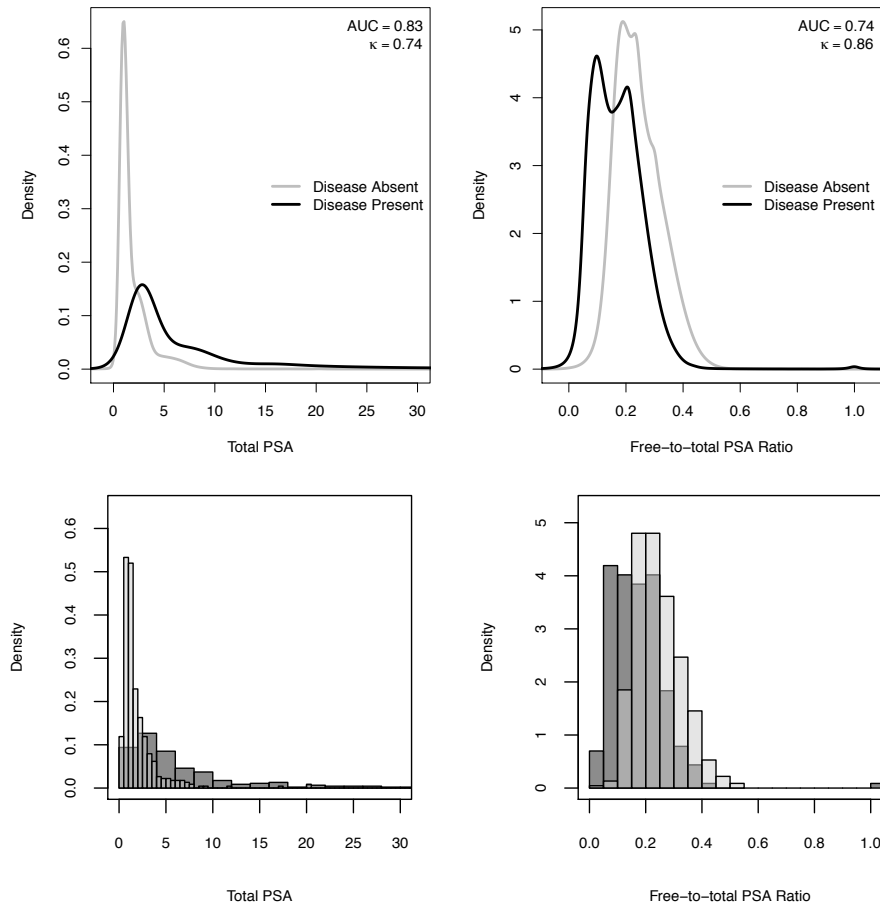 AUC = 0.83
κ = 0.74
Disease Absent
Disease Present
Density
0.0 0.1 0.2 0.3 0.4 0.5 0.6
0 5 10 15 20 25 30
Total PSA
AUC = 0.74
κ = 0.86
Disease Absent
Disease Present
Density
0 1 2 3 4 5
0.0 0.2 0.4 0.6 0.8 1.0
Free−to−total PSA Ratio
Density
0.0 0.1 0.2 0.3 0.4 0.5 0.6
0 5 10 15 20 25 30
Total PSA
Density
0 1 2 3 4 5
0.0 0.2 0.4 0.6 0.8 1.0
Free−to−total PSA Ratio